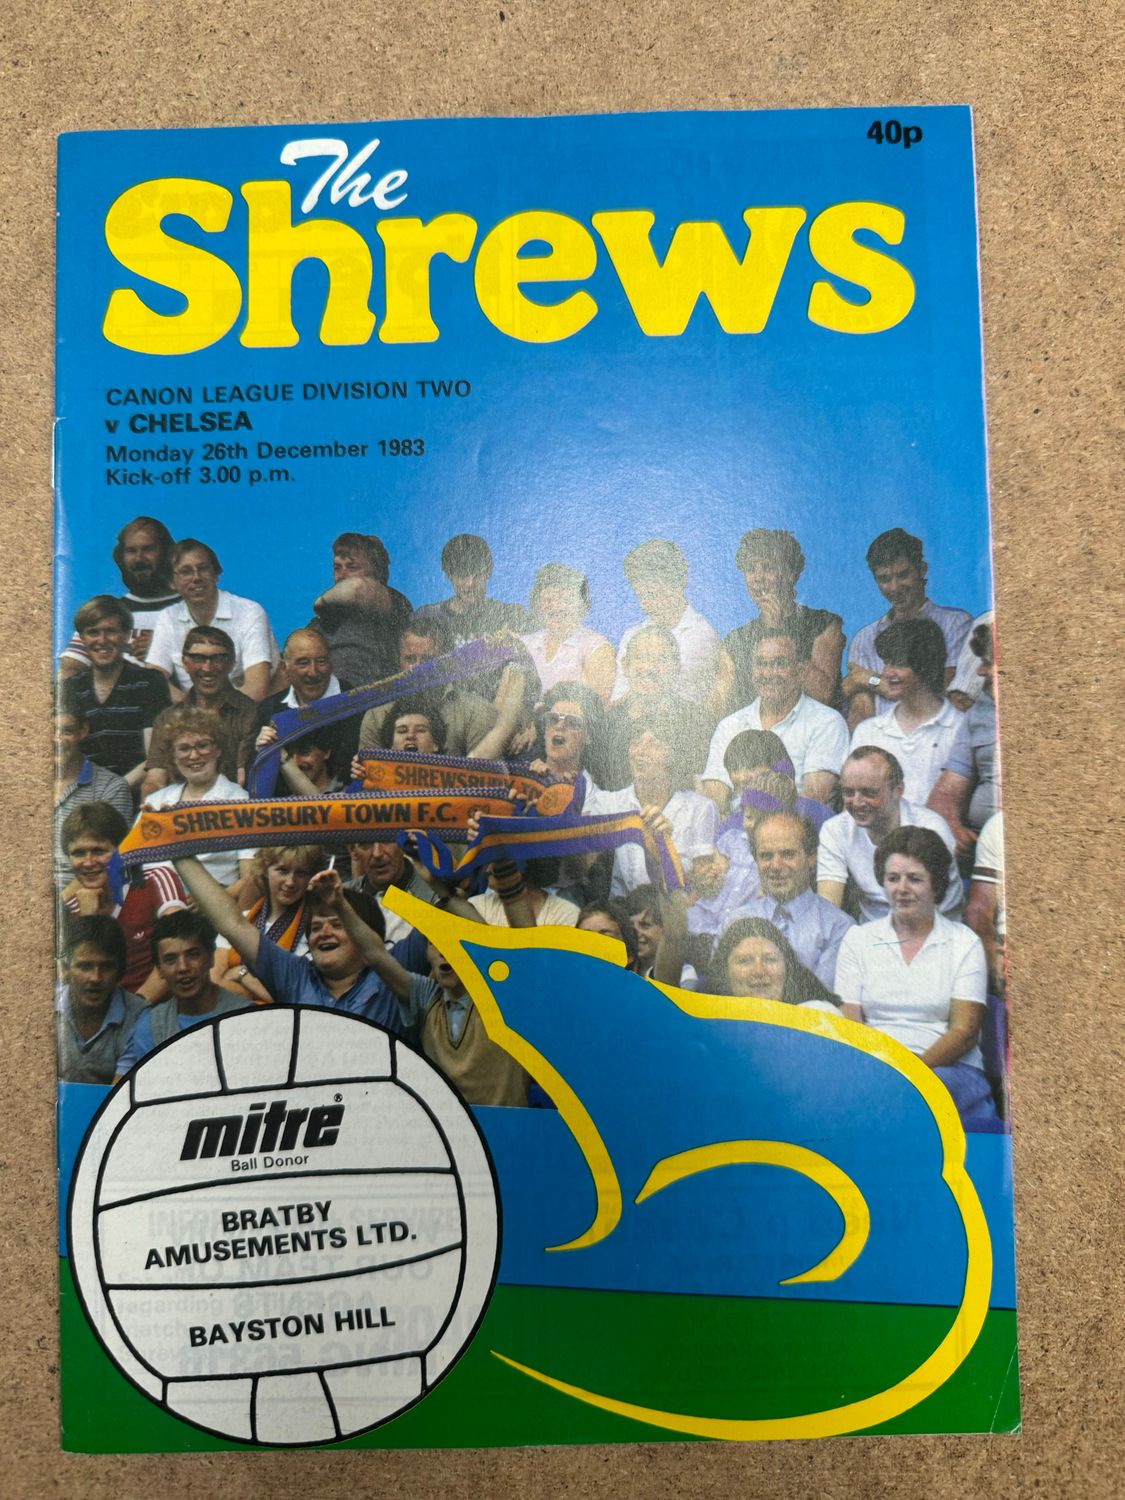 40p
The
Shrews
CANON LEAGUE DIVISION TWO
v CHELSEA
Monday 26th December 1983
Kick-off 3.00 p.m.
SHREWSBURY TO
SHREWSBURY TOWN F.C.
mitre®
Ball Donor
BRATBY
AMUSEMENTS LTD.
BAYSTON HILL